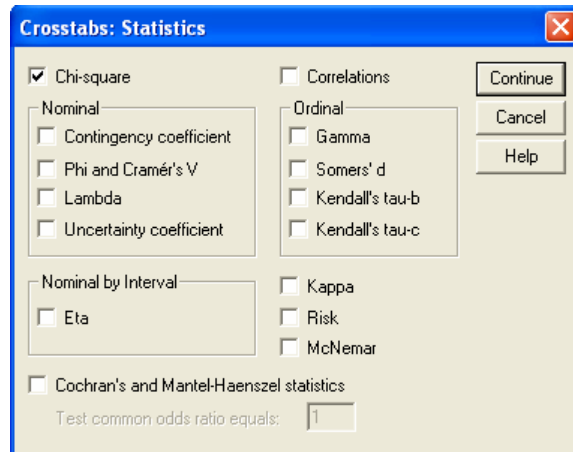 Crosstabs: Statistics
Chi-square
Correlations
Continue
Nominal
Ordinal
Cancel
Contingency coefficient
Gamma
Help
Phi and Cramér's V
Somers' d
Lambda
Kendall's tau-b
Uncertainty coefficient
Kendall's tau-c
Nominal by Interval
Kappa
Eta
Risk
McNemar
Cochran's and Mantel-Haenszel statistics
Test common odds ratio equals: 1